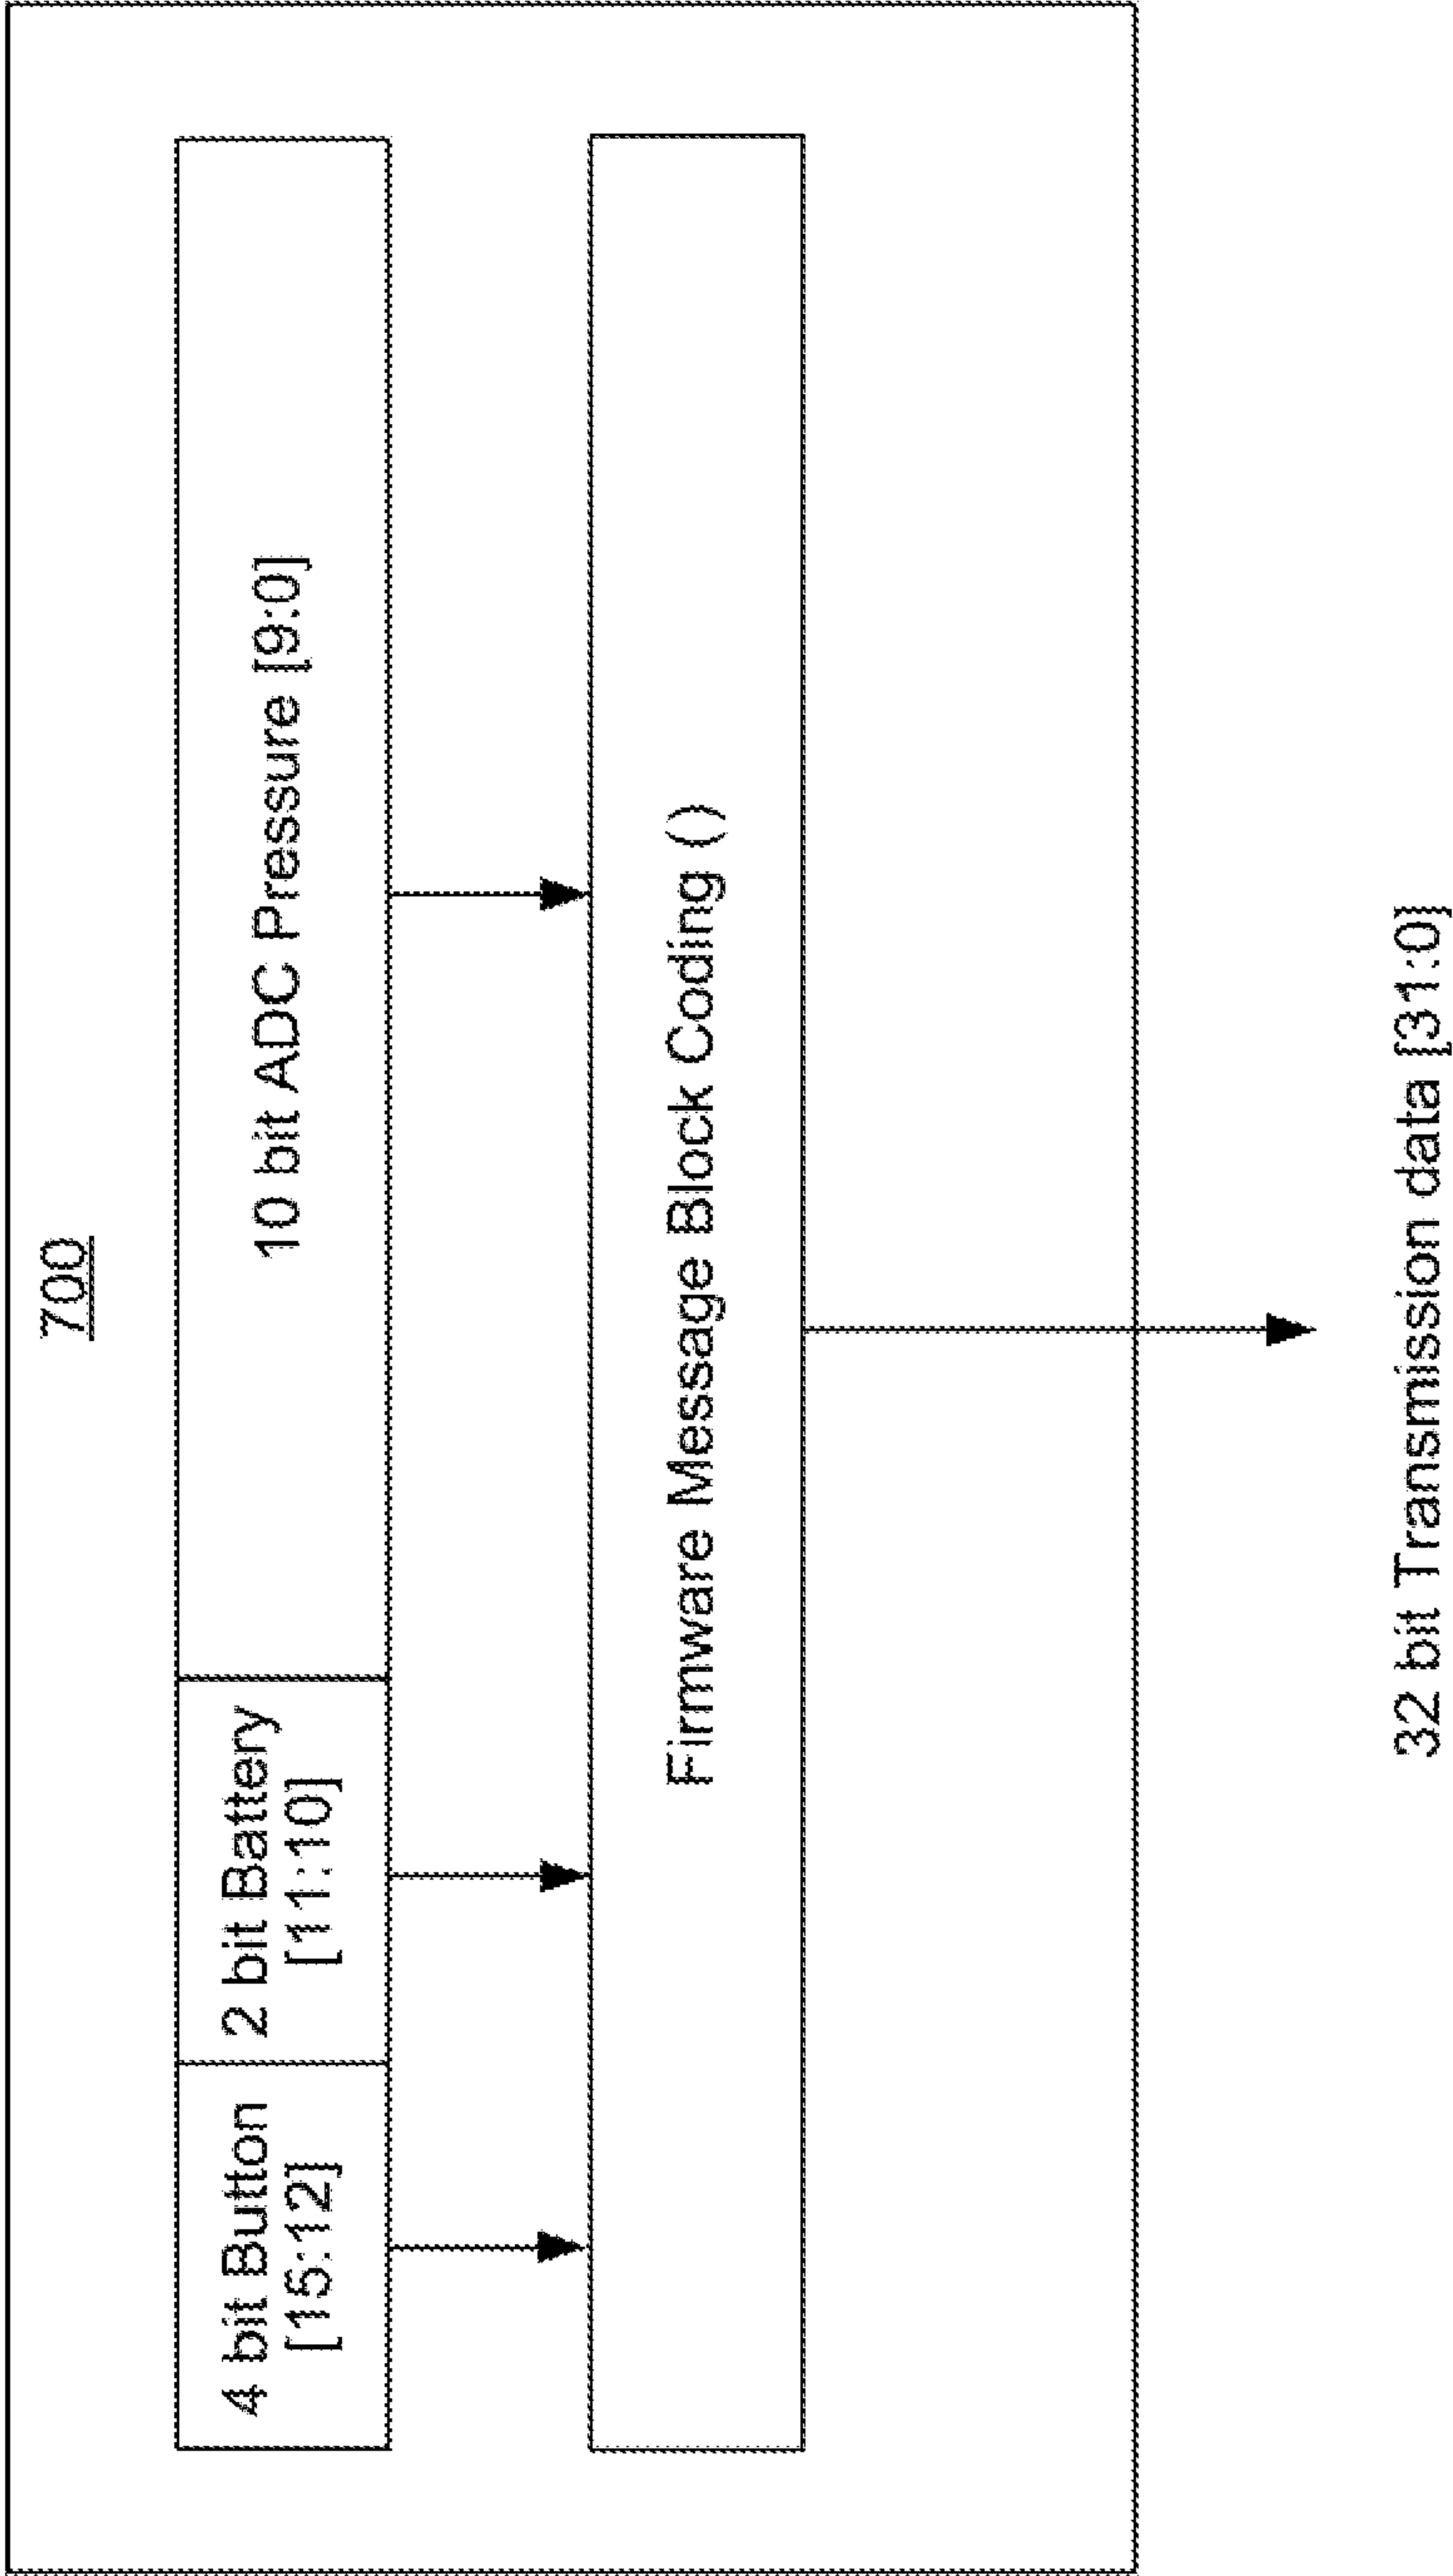 700
4 bit Button
[15:12]
2 bit Battery
[11:10]
10 bit ADC Pressure [9:0]
Firmware Message Block Coding ()
32 bit Transmission data [31:0]